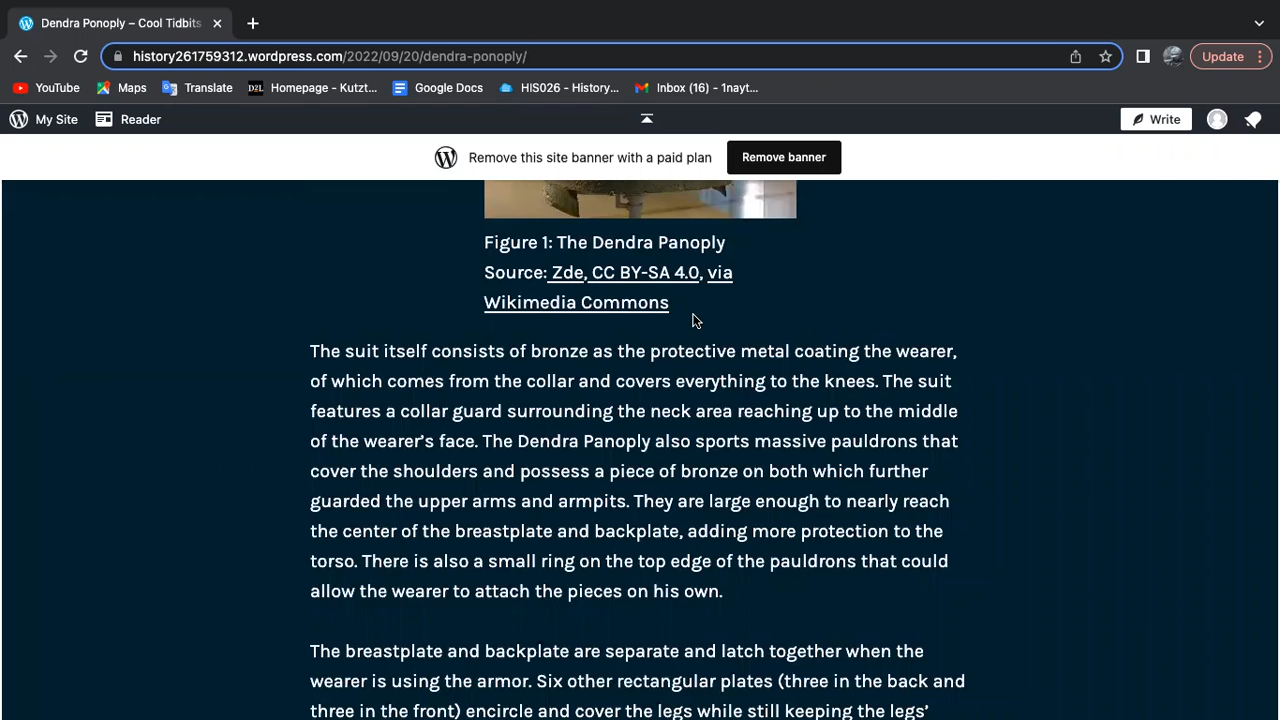 Dendra Ponoply – Cool Tidbits
history261759312.wordpress.com/2022/09/20/dendra-ponoply/
Update
YouTube Maps Translate D2L Homepage - Kutzt... Google Docs HIS026 - History... Inbox (16) - 1nayt...
My Site Reader Write
Remove this site banner with a paid plan Remove banner
Figure 1: The Dendra Panoply
Source: Zde, CC BY-SA 4.0, via
Wikimedia Commons
The suit itself consists of bronze as the protective metal coating the wearer,
of which comes from the collar and covers everything to the knees. The suit
features a collar guard surrounding the neck area reaching up to the middle
of the wearer's face. The Dendra Panoply also sports massive pauldrons that
cover the shoulders and possess a piece of bronze on both which further
guarded the upper arms and armpits. They are large enough to nearly reach
the center of the breastplate and backplate, adding more protection to the
torso. There is also a small ring on the top edge of the pauldrons that could
allow the wearer to attach the pieces on his own.
The breastplate and backplate are separate and latch together when the
wearer is using the armor. Six other rectangular plates (three in the back and
three in the front) encircle and cover the legs while still keeping the legs'